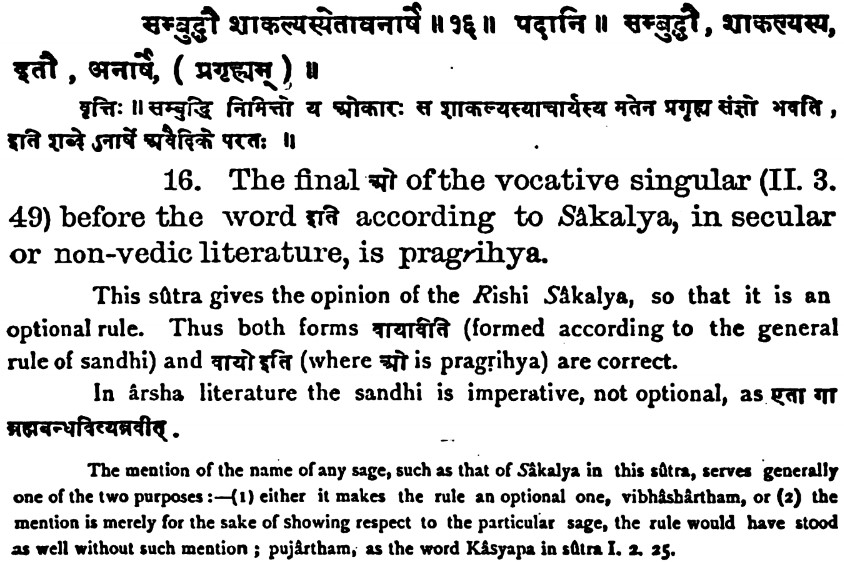 सम्बुद्धौ शाकल्यस्येतावनार्षे ॥ १६ ॥ पदानि ॥ सम्बुद्धौ, शाकल्यस्य,
इतौ, अनार्षे, ( प्रगृह्यम् ) ॥
वृत्तिः ॥ सम्बुद्धि निमित्तो य ओकारः स शाकल्यस्याचार्यस्य मतेन प्रगृह्य संज्ञो भवति,
इति शब्दे ऽनार्षे अवैदिके परतः ॥
16. The final ओ of the vocative singular (II. 3.
49) before the word इति according to Sâkalya, in secular
or non-vedic literature, is pragrihya.
This sûtra gives the opinion of the Rishi Sâkalya, so that it is an
optional rule. Thus both forms वायाविति (formed according to the general
rule of sandhi) and वायो इति (where ओ is pragṛihya) are correct.
In ârsha literature the sandhi is imperative, not optional, as एता गा
ब्रह्मबन्धवित्यब्रवीत्.
The mention of the name of any sage, such as that of Sâkalya in this sûtra, serves generally
one of the two purposes :—(1) either it makes the rule an optional one, vibhâshârtham, or (2) the
mention is merely for the sake of showing respect to the particular sage, the rule would have stood
as well without such mention ; pujârtham, as the word Kâsyapa in sûtra I. 2. 25.